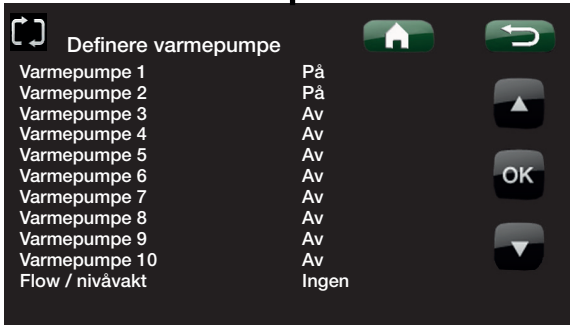 Definere varmepumpe
Varmepumpe 1 På
Varmepumpe 2 På
Varmepumpe 3 Av
Varmepumpe 4 Av
Varmepumpe 5 Av
Varmepumpe 6 Av
OK
Varmepumpe 7 Av
Varmepumpe 8 Av
Varmepumpe 9 Av
Varmepumpe 10 Av
Flow / nivåvakt Ingen